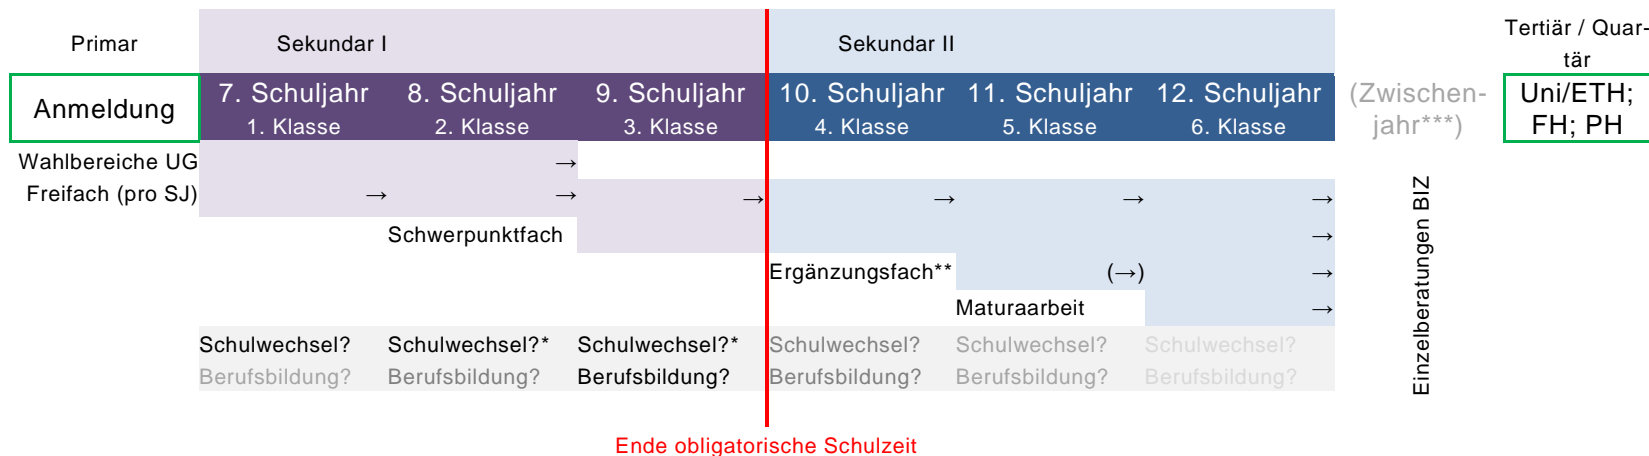 Primar Sekundar I Sekundar II Tertiär / Quar-
tär
Anmeldung 7. Schuljahr 8. Schuljahr 9. Schuljahr 10. Schuljahr 11. Schuljahr 12. Schuljahr (Zwischen- Uni/ETH;
1. Klasse 2. Klasse 3. Klasse 4. Klasse 5. Klasse 6. Klasse jahr***) FH; PH
Wahlbereiche UG →
Freifach (pro SJ) → → → → → →
Schwerpunktfach →
Ergänzungsfach** (→) →
Maturaarbeit →
Schulwechsel? Schulwechsel?* Schulwechsel?* Schulwechsel? Schulwechsel? Schulwechsel?
Berufsbildung? Berufsbildung? Berufsbildung? Berufsbildung? Berufsbildung? Berufsbildung?
Einzelberatungen BIZ
Ende obligatorische Schulzeit